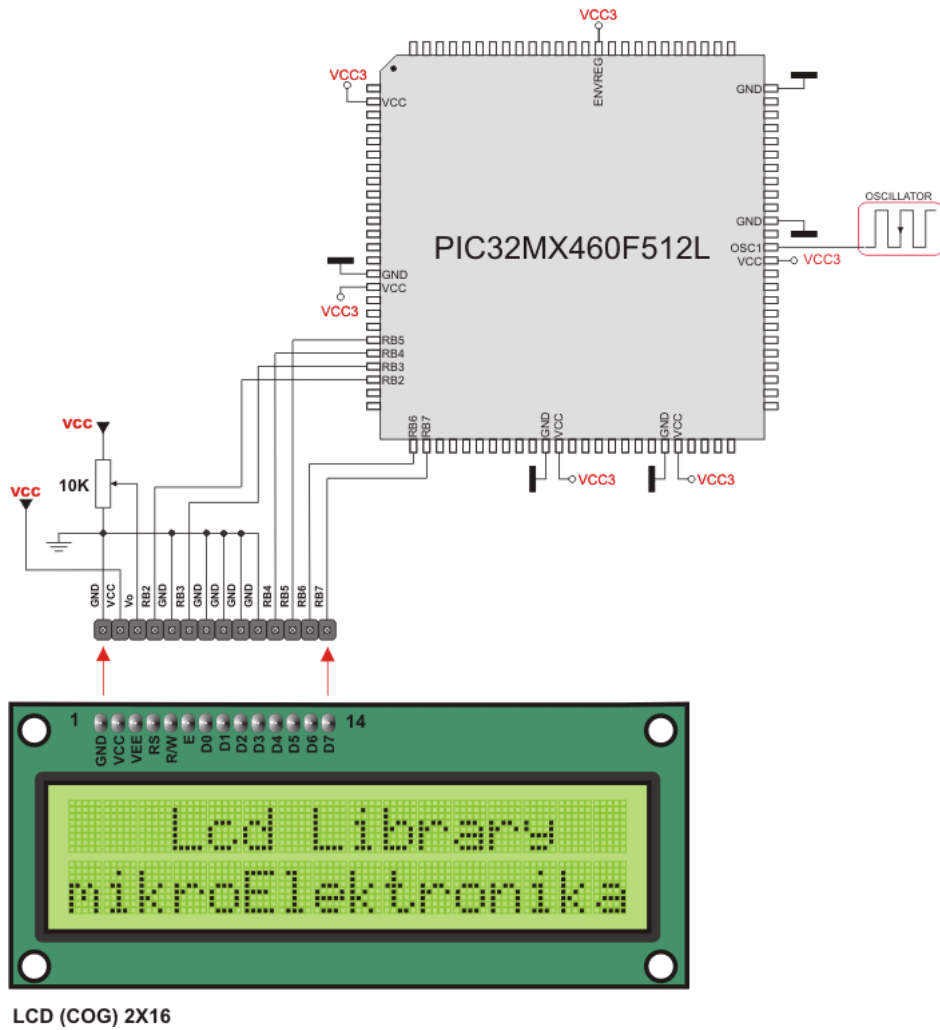 VCC3
ENVREG
VCC3
VCC
GND
GND
OSCILLATOR
OSC1
VCC
VCC3
PIC32MX460F512L
GND
VCC
VCC3
RB5
RB4
RB3
RB2
RB6
RB7
GND
VCC
GND
VCC
VCC3
VCC3
vcc
10K
vcc
GND
VCC
Vo
RB2
GND
RB3
GND
GND
GND
GND
RB4
RB5
RB6
RB7
1
14
GND
VCC
VEE
RS
R/W
E
D0
D1
D2
D3
D4
D5
D6
D7
Lcd Library
mikroElektronika
LCD (COG) 2X16